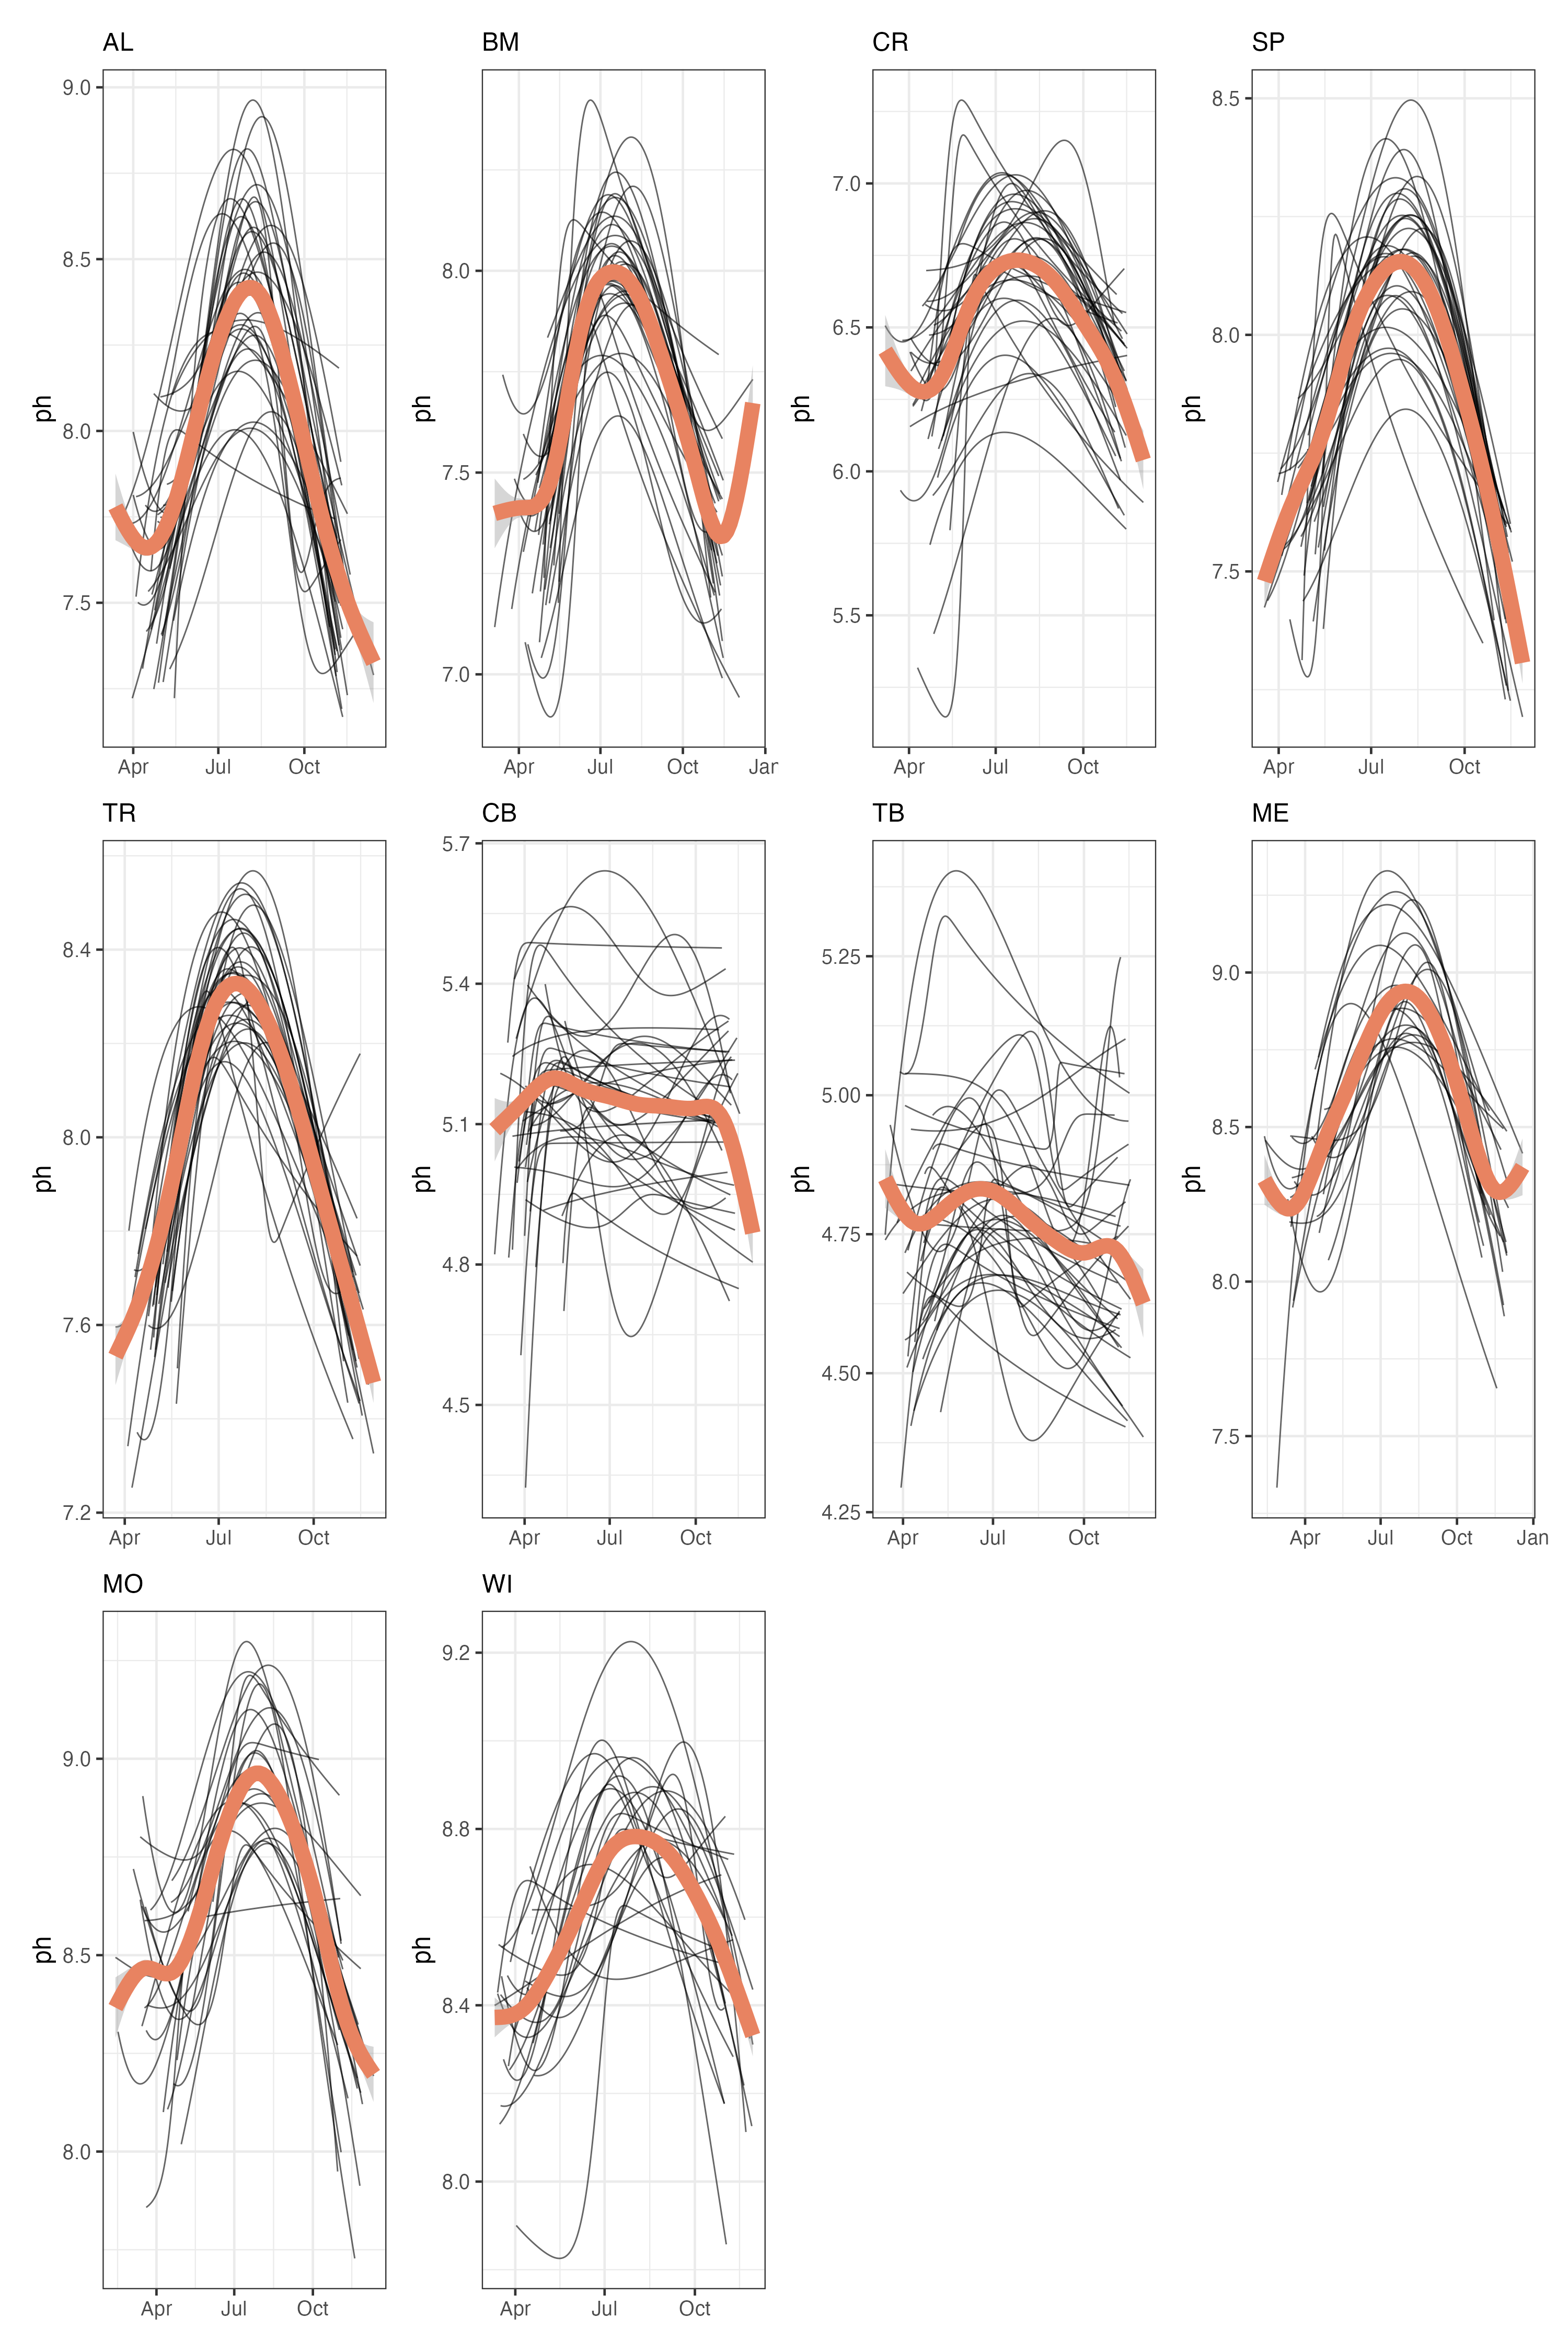 AL BM CR SP
9.0
8.5
8.0
7.5
ph
Apr Jul Oct
8.0
7.5
7.0
ph
Apr Jul Oct Jar
7.0
6.5
6.0
5.5
ph
Apr Jul Oct
8.5
8.0
7.5
ph
Apr Jul Oct
TR CB TB ME
8.4
8.0
7.6
7.2
ph
Apr Jul Oct
5.7
5.4
5.1
4.8
4.5
ph
Apr Jul Oct
5.25
5.00
4.75
4.50
4.25
ph
Apr Jul Oct
9.0
8.5
8.0
7.5
ph
Apr Jul Oct Jan
MO WI
9.0
8.5
8.0
ph
Apr Jul Oct
9.2
8.8
8.4
8.0
ph
Apr Jul Oct